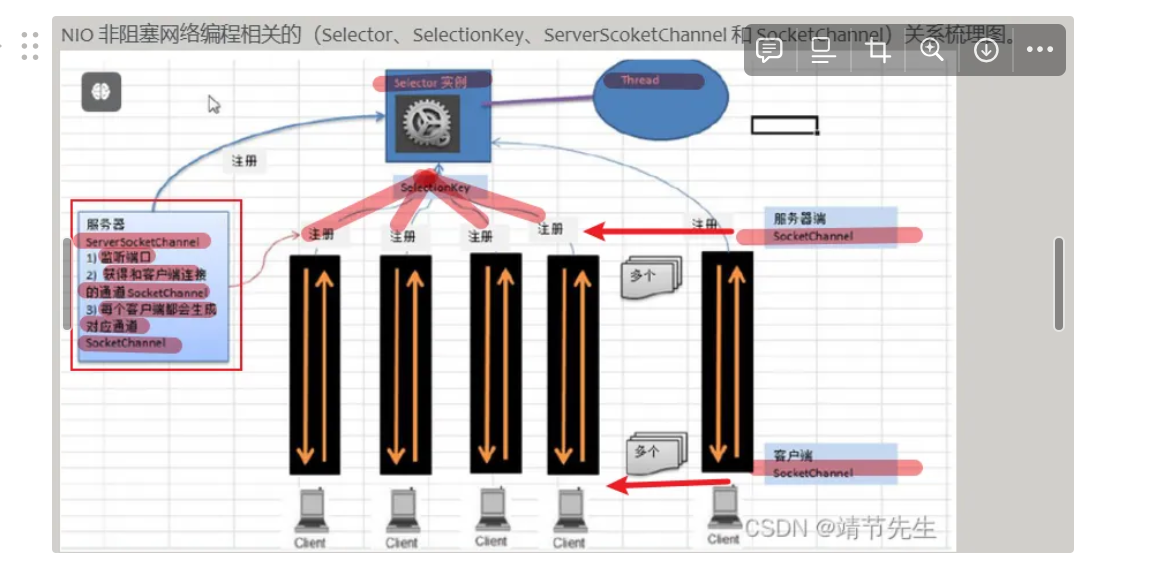 NIO 非阻塞网络编程相关的（Selector、SelectionKey、ServerScoketChannel 和 SocketChannel）关系梳理图。
Selector 实例
Thread
注册
SelectionKey
服务器
ServerSocketChannel
1) 监听端口
2) 获得和客户端连接
的通道 SocketChannel
3) 每个客户端都会生成
对应通道
SocketChannel
注册
注册
注册
注册
注册
服务器端
SocketChannel
多个
多个
客户端
SocketChannel
Client
Client
Client
Client
Client
CSDN @靖节先生